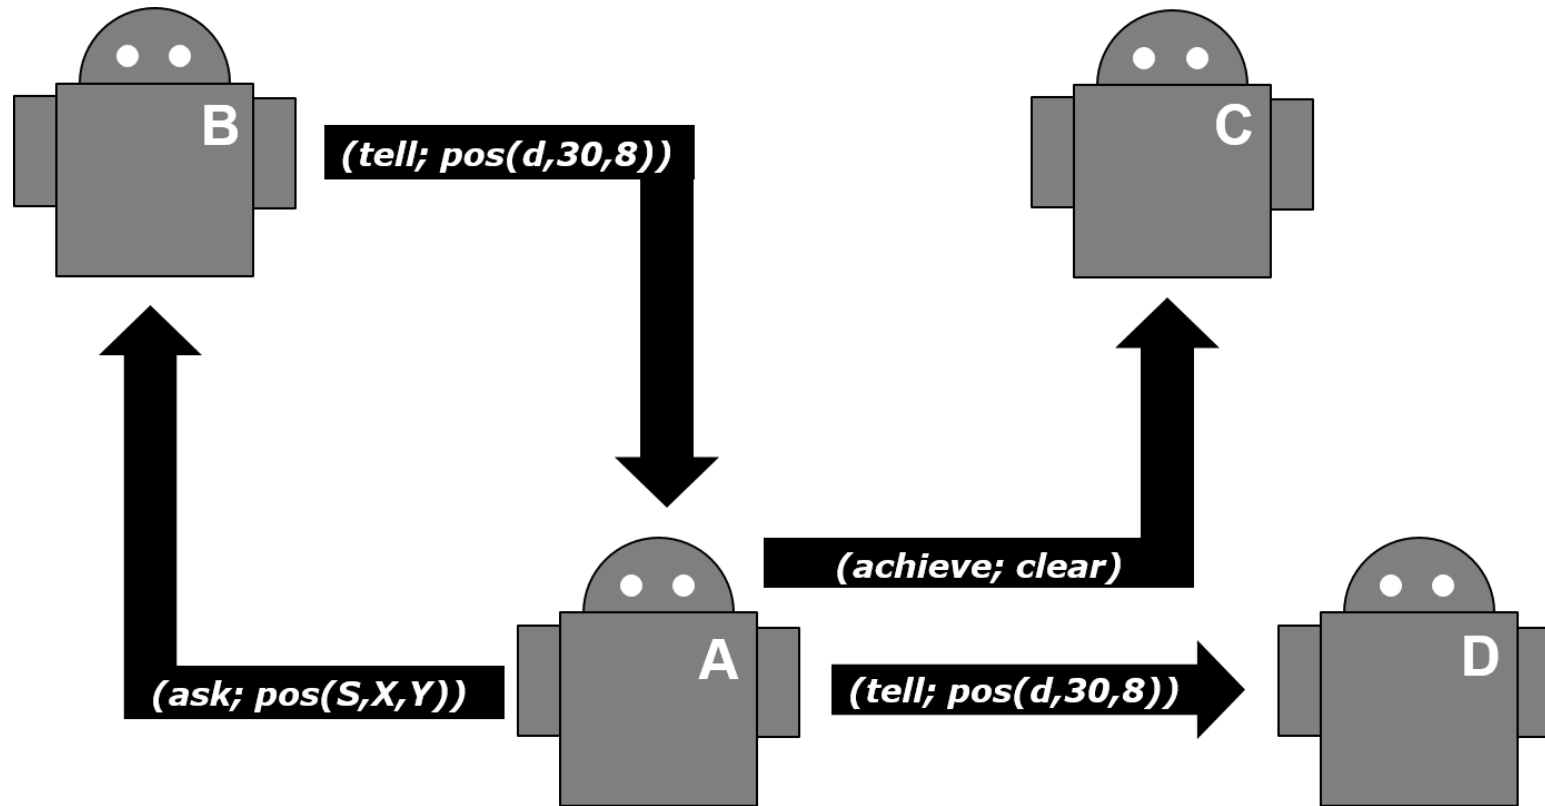 B
(tell; pos(d,30,8))
C
(achieve; clear)
A
D
(ask; pos(S,X,Y))
(tell; pos(d,30,8))